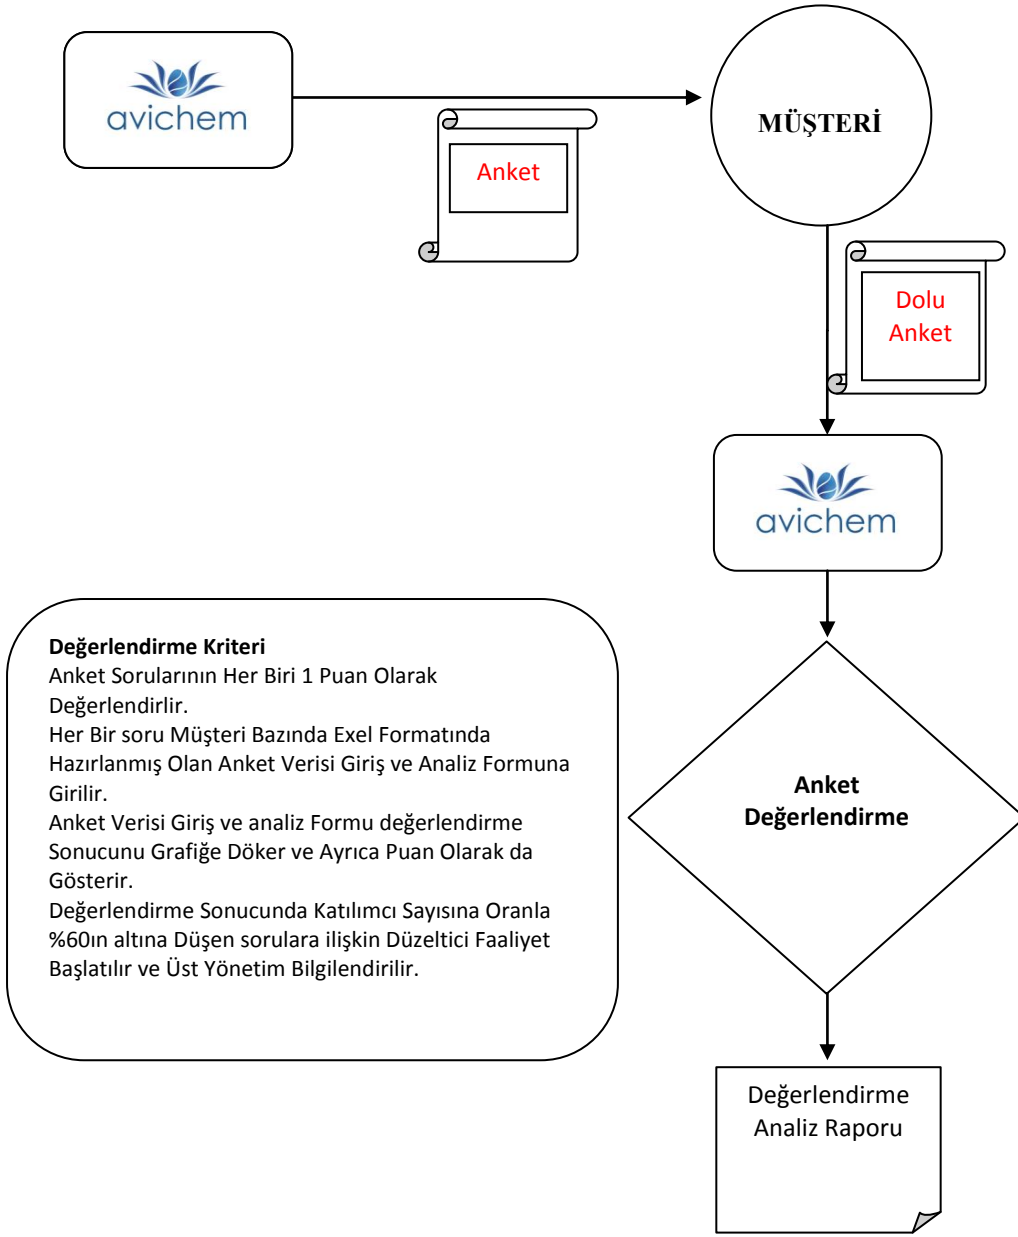 avichem
MÜŞTERİ
Anket
Dolu
Anket
avichem
Değerlendirme Kriteri
Anket Sorularının Her Biri 1 Puan Olarak
Değerlendirlir.
Her Bir soru Müşteri Bazında Exel Formatında
Hazırlanmış Olan Anket Verisi Giriş ve Analiz Formuna
Girilir.
Anket Verisi Giriş ve analiz Formu değerlendirme
Sonucunu Grafiğe Döker ve Ayrıca Puan Olarak da
Gösterir.
Değerlendirme Sonucunda Katılımcı Sayısına Oranla
%60ın altına Düşen sorulara ilişkin Düzeltici Faaliyet
Başlatılır ve Üst Yönetim Bilgilendirilir.
Anket
Değerlendirme
Değerlendirme
Analiz Raporu